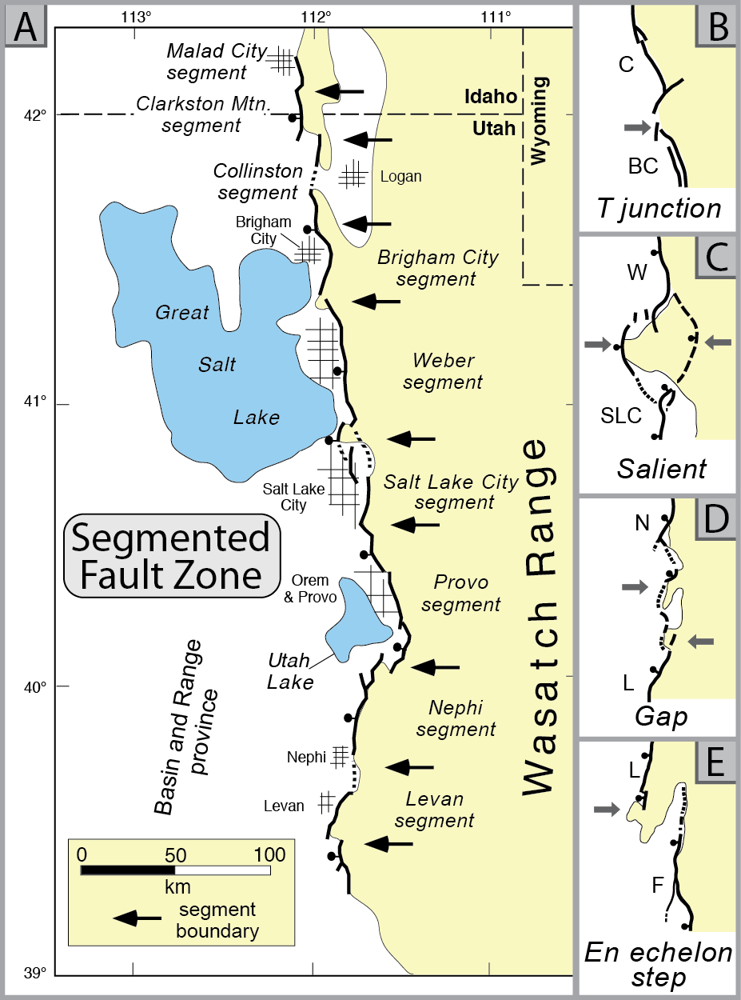 A
113°
112°
111°
Malad City
segment
Clarkston Mtn.
segment
42°
Idaho
Utah
Wyoming
Collinston
segment
Logan
Brigham
City
Brigham City
segment
Great
Salt
Lake
Weber
segment
41°
Salt Lake
City
Salt Lake City
segment
Segmented
Fault Zone
Wasatch Range
Orem
& Provo
Provo
segment
Utah
Lake
40°
Basin and Range
province
Nephi
segment
Nephi
Levan
Levan
segment
0 50 100
km
segment
boundary
39°
B
C
BC
T junction
C
W
SLC
Salient
D
N
L
Gap
E
L
F
En echelon
step